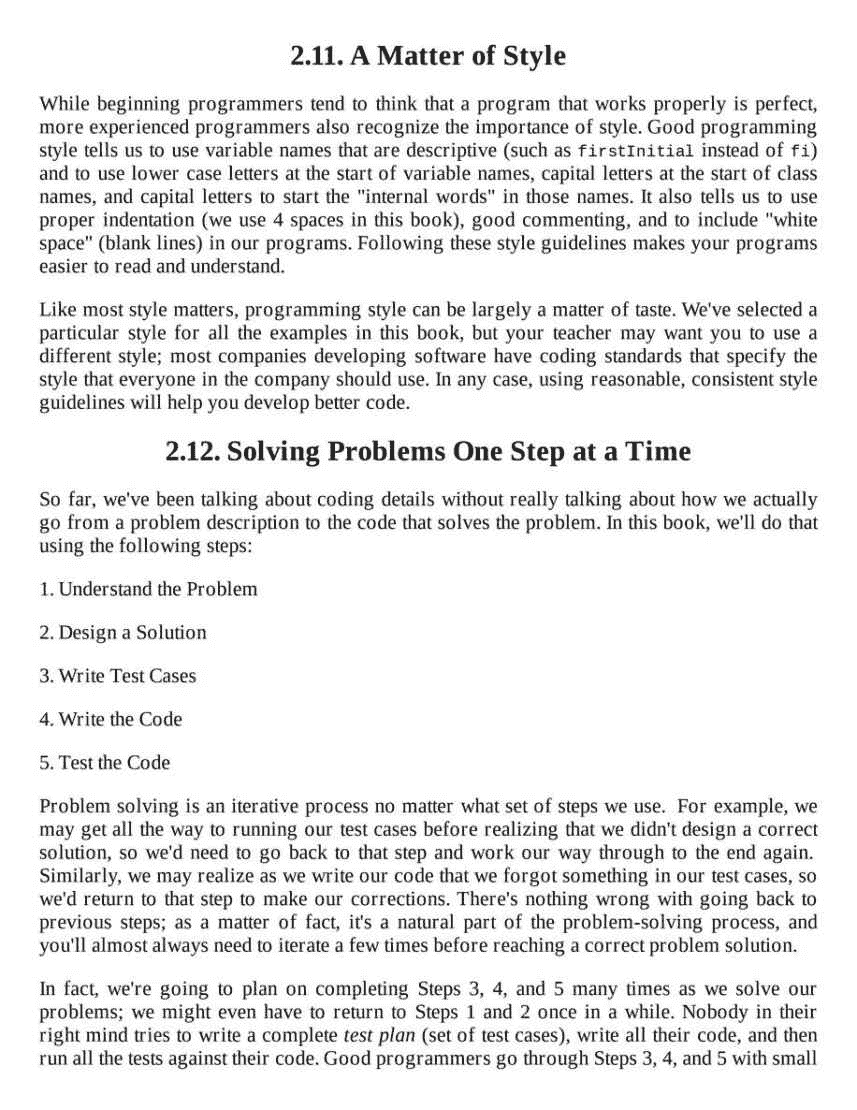 2.11. A Matter of Style
While beginning programmers tend to think that a program that works properly is perfect,
more experienced programmers also recognize the importance of style. Good programming
style tells us to use variable names that are descriptive (such as firstInitial instead of fi)
and to use lower case letters at the start of variable names, capital letters at the start of class
names, and capital letters to start the "internal words" in those names. It also tells us to use
proper indentation (we use 4 spaces in this book), good commenting, and to include "white
space" (blank lines) in our programs. Following these style guidelines makes your programs
easier to read and understand.
Like most style matters, programming style can be largely a matter of taste. We've selected a
particular style for all the examples in this book, but your teacher may want you to use a
different style; most companies developing software have coding standards that specify the
style that everyone in the company should use. In any case, using reasonable, consistent style
guidelines will help you develop better code.
2.12. Solving Problems One Step at a Time
So far, we've been talking about coding details without really talking about how we actually
go from a problem description to the code that solves the problem. In this book, we'll do that
using the following steps:
1. Understand the Problem
2. Design a Solution
3. Write Test Cases
4. Write the Code
5. Test the Code
Problem solving is an iterative process no matter what set of steps we use. For example, we
may get all the way to running our test cases before realizing that we didn't design a correct
solution, so we'd need to go back to that step and work our way through to the end again.
Similarly, we may realize as we write our code that we forgot something in our test cases, so
we'd return to that step to make our corrections. There's nothing wrong with going back to
previous steps; as a matter of fact, it's a natural part of the problem-solving process, and
you'll almost always need to iterate a few times before reaching a correct problem solution.
In fact, we're going to plan on completing Steps 3, 4, and 5 many times as we solve our
problems; we might even have to return to Steps 1 and 2 once in a while. Nobody in their
right mind tries to write a complete test plan (set of test cases), write all their code, and then
run all the tests against their code. Good programmers go through Steps 3, 4, and 5 with small